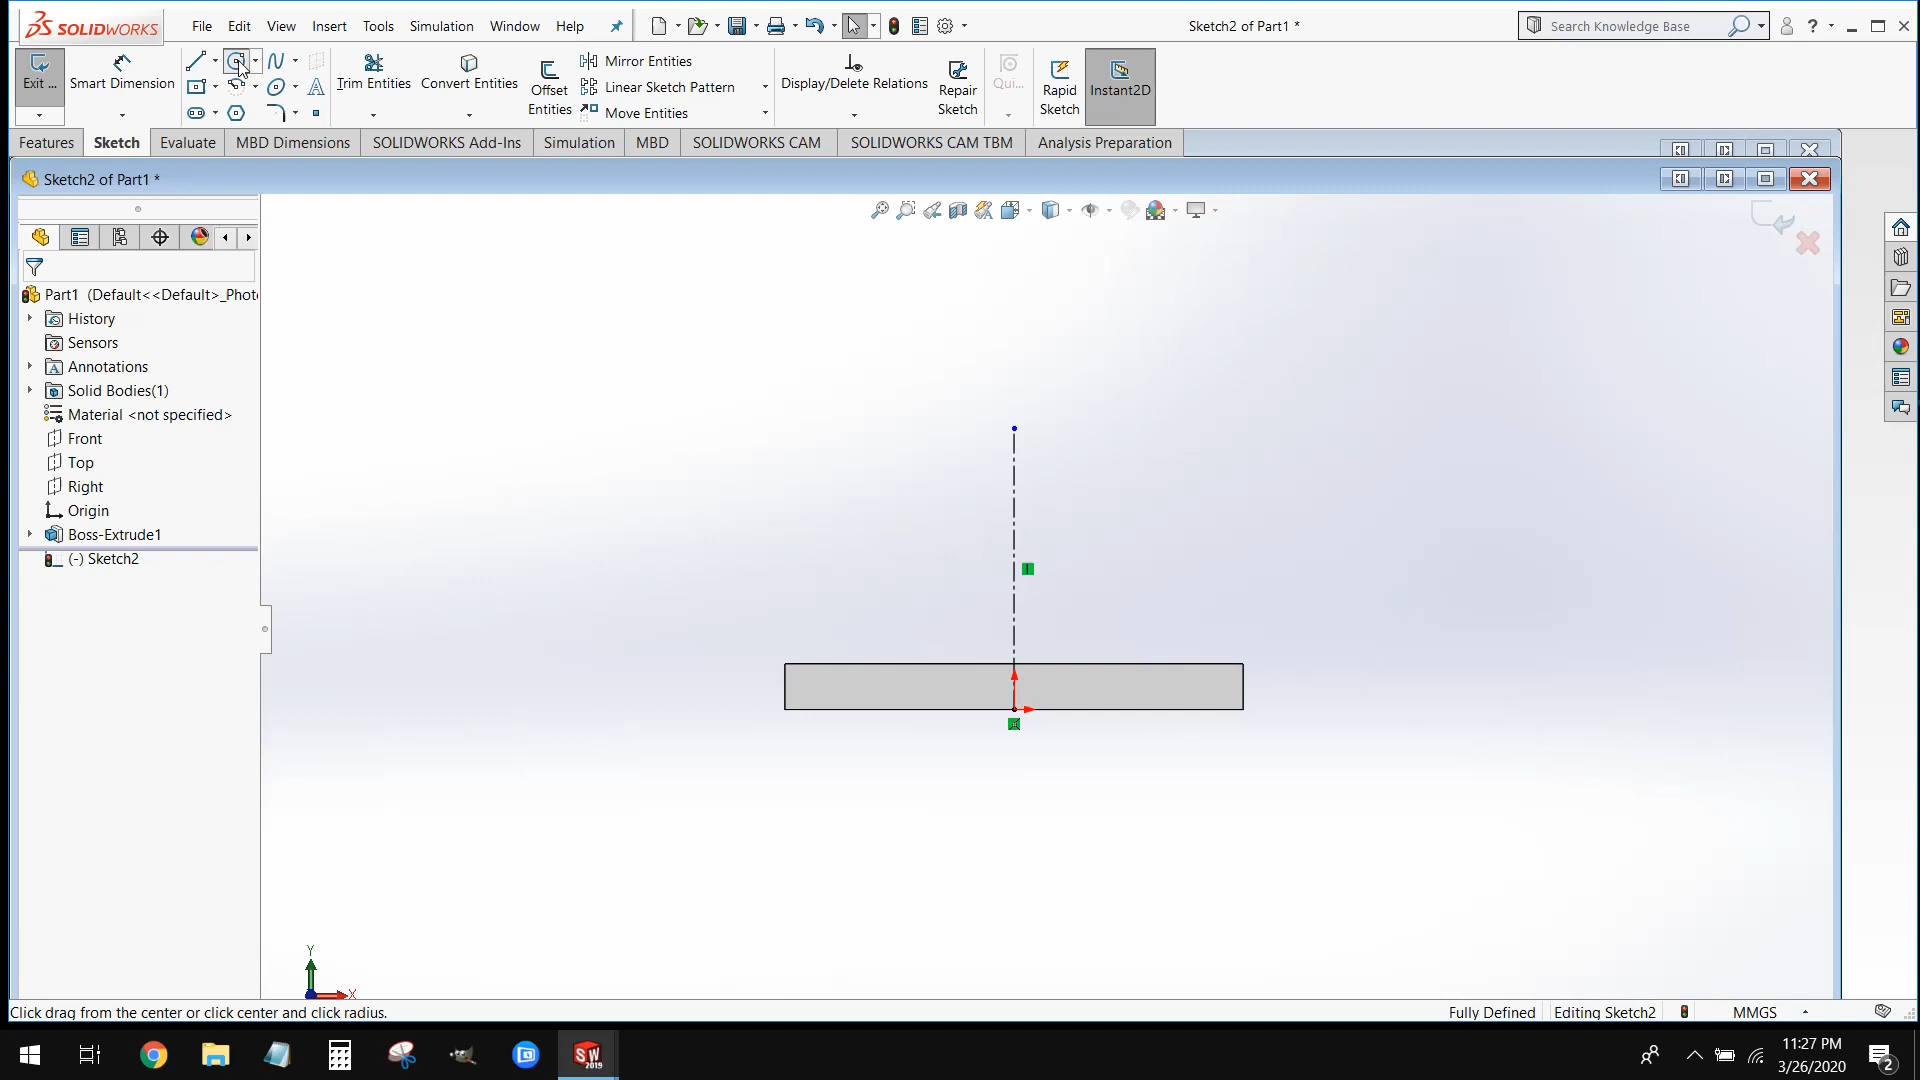 SOLIDWORKS
File Edit View Insert Tools Simulation Window Help
Sketch2 of Part1 *
Search Knowledge Base
?
Exit ...
Smart Dimension
Trim Entities
Convert Entities
Offset Entities
Mirror Entities
Linear Sketch Pattern
Move Entities
Display/Delete Relations
Qui...
Repair Sketch
Rapid Sketch
Instant2D
Features Sketch Evaluate MBD Dimensions SOLIDWORKS Add-Ins Simulation MBD SOLIDWORKS CAM SOLIDWORKS CAM TBM Analysis Preparation
Sketch2 of Part1 *
Part1 (Default<<Default>_Phot
History
Sensors
Annotations
Solid Bodies(1)
Material <not specified>
Front
Top
Right
Origin
Boss-Extrude1
(-) Sketch2
Y
X
Click drag from the center or click center and click radius.
Fully Defined
Editing Sketch2
MMGS
SW
2019
11:27 PM
3/26/2020
2